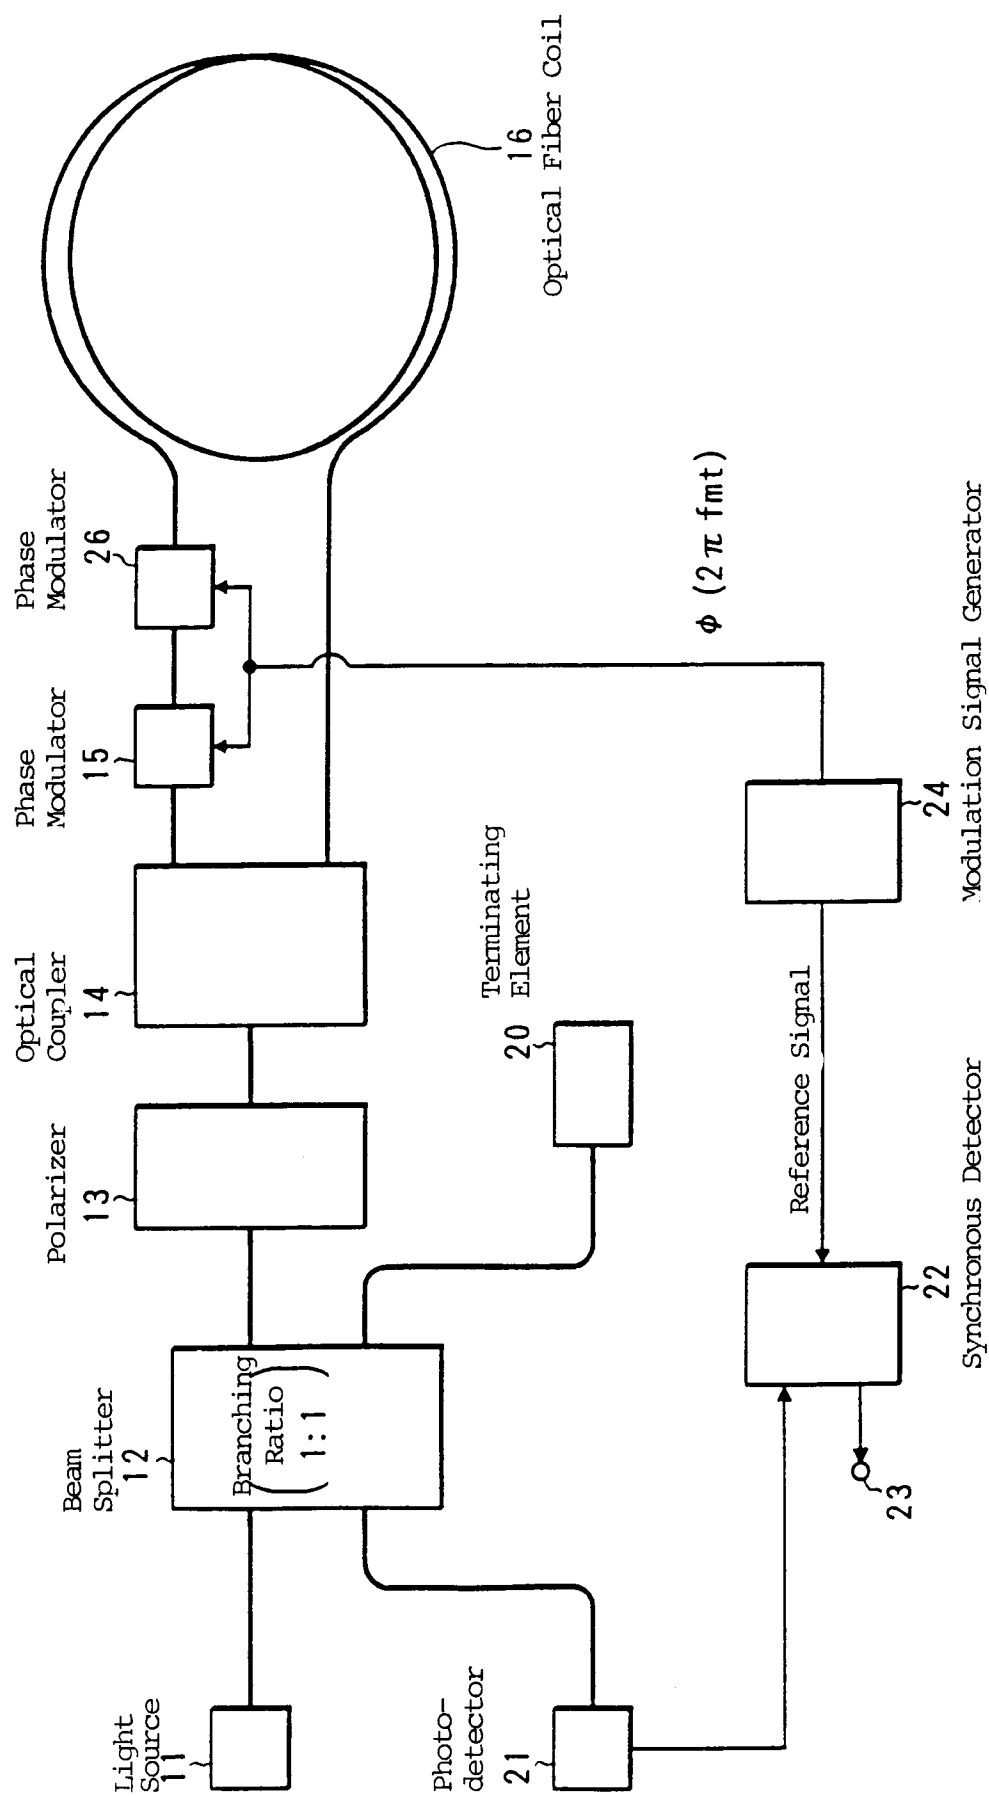 Light
Source
11
Beam
Splitter
12
Branching
Ratio
1:1
Polarizer
13
Optical
Coupler
14
Phase
Modulator
15
Phase
Modulator
26
16
Optical Fiber Coil
Photo-
detector
21
Terminating
Element
20
ϕ (2π fmt)
Reference Signal
22
Synchronous Detector
23
24
Modulation Signal Generator